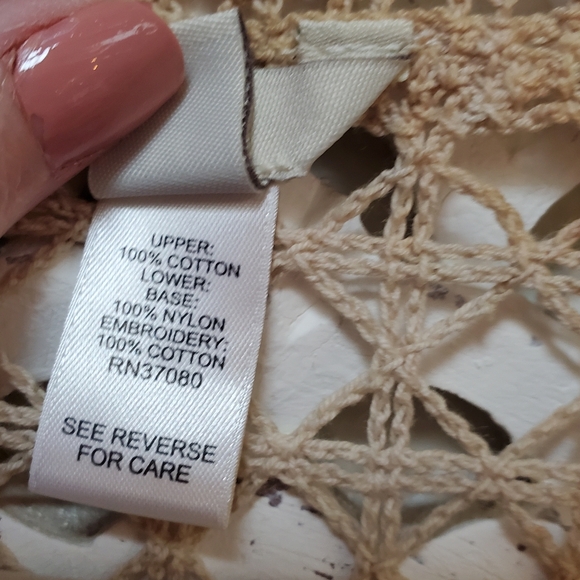 UPPER:
100% COTTON
LOWER:
BASE:
100% NYLON
EMBROIDERY:
100% COTTON
RN37080
SEE REVERSE
FOR CARE